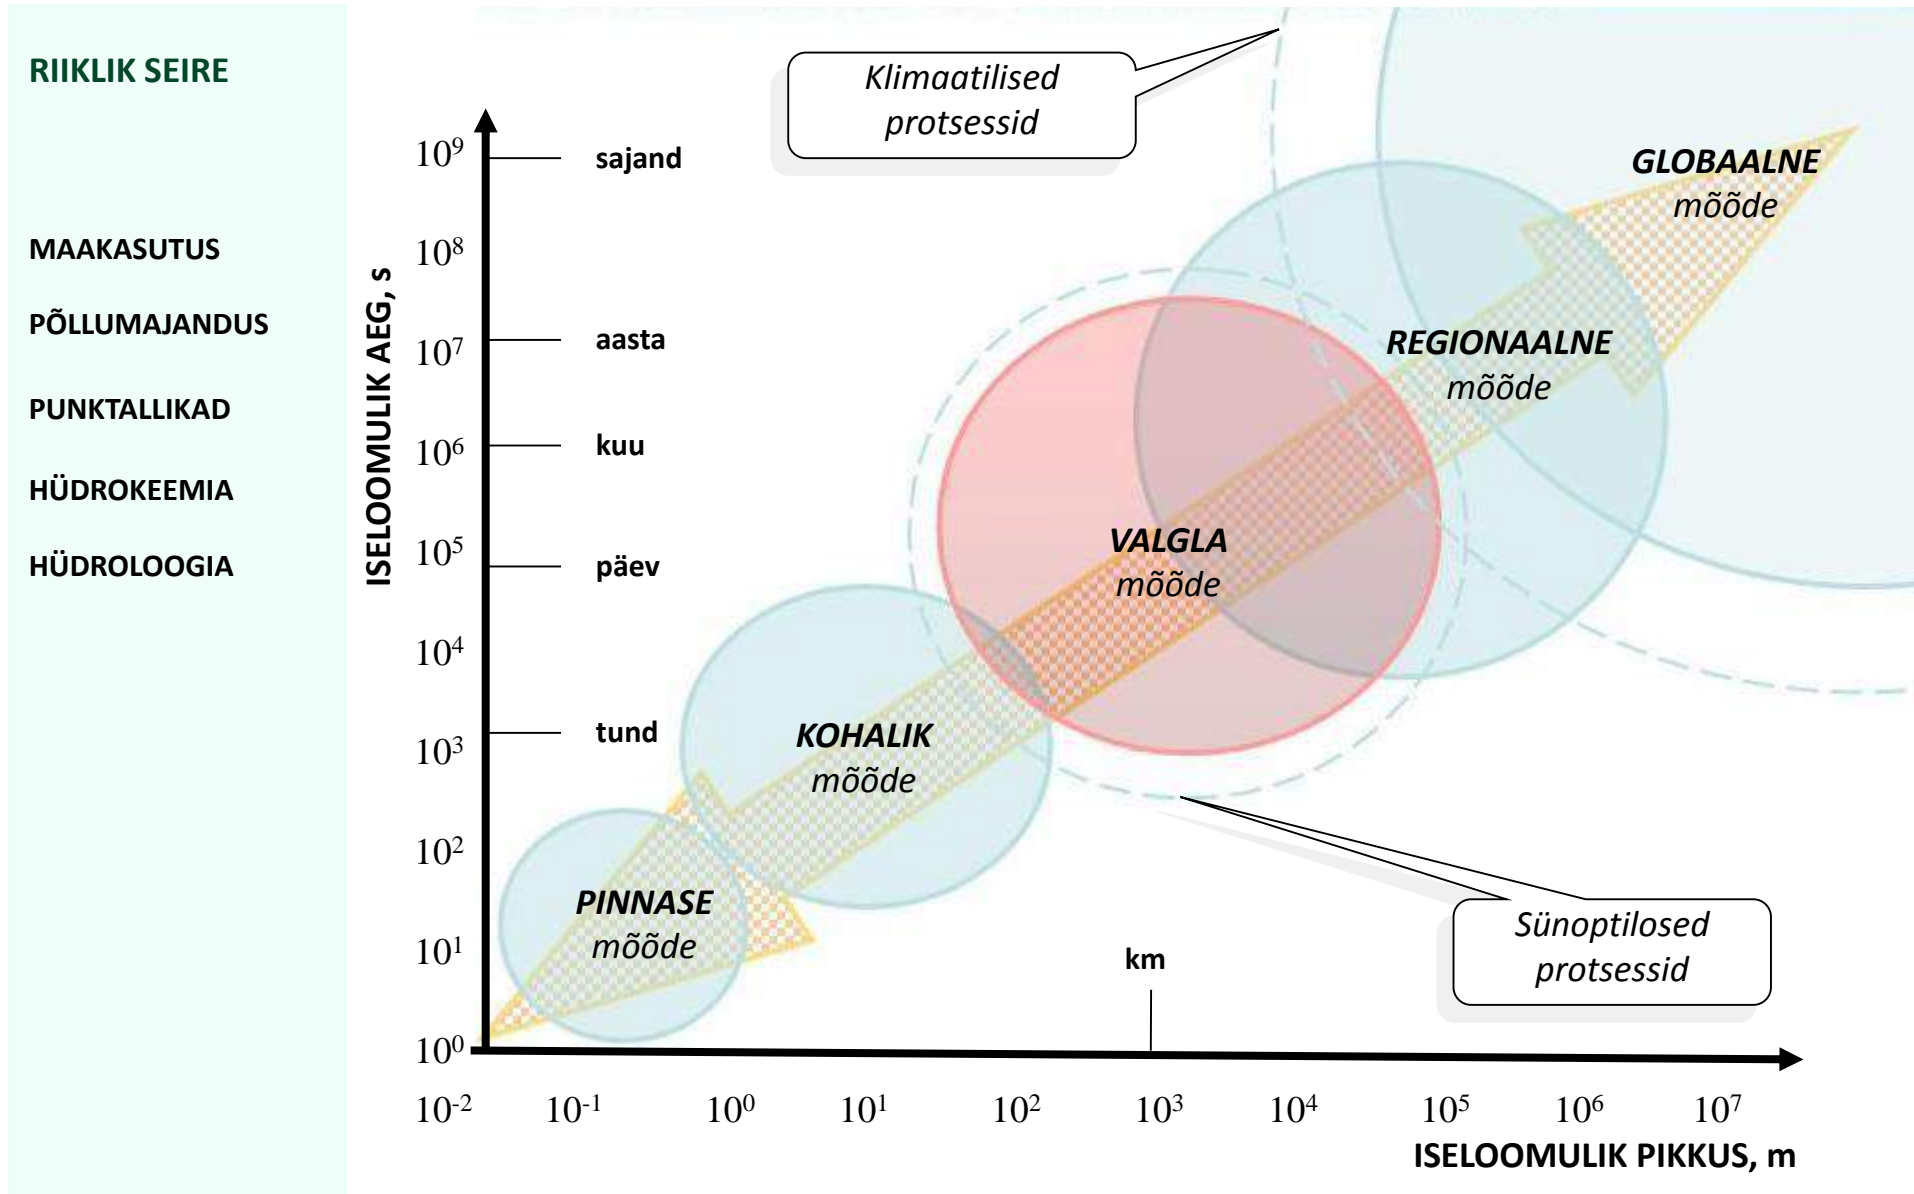 RIIKLIK SEIRE
MAAKASUTUS
PÕLLUMAJANDUS
PUNKTALLIKAD
HÜDROKEEMIA
HÜDROLOOGIA
Klimaatilised
protsessid
ISELOOMULIK AEG, s
10⁹
10⁸
10⁷
10⁶
10⁵
10⁴
10³
10²
10¹
10⁰
sajand
aasta
kuu
päev
tund
GLOBAALNE
mõõde
REGIONAALNE
mõõde
VALGLA
mõõde
KOHALIK
mõõde
PINNASE
mõõde
Sünoptilosed
protsessid
km
10⁻² 10⁻¹ 10⁰ 10¹ 10² 10³ 10⁴ 10⁵ 10⁶ 10⁷
ISELOOMULIK PIKKUS, m